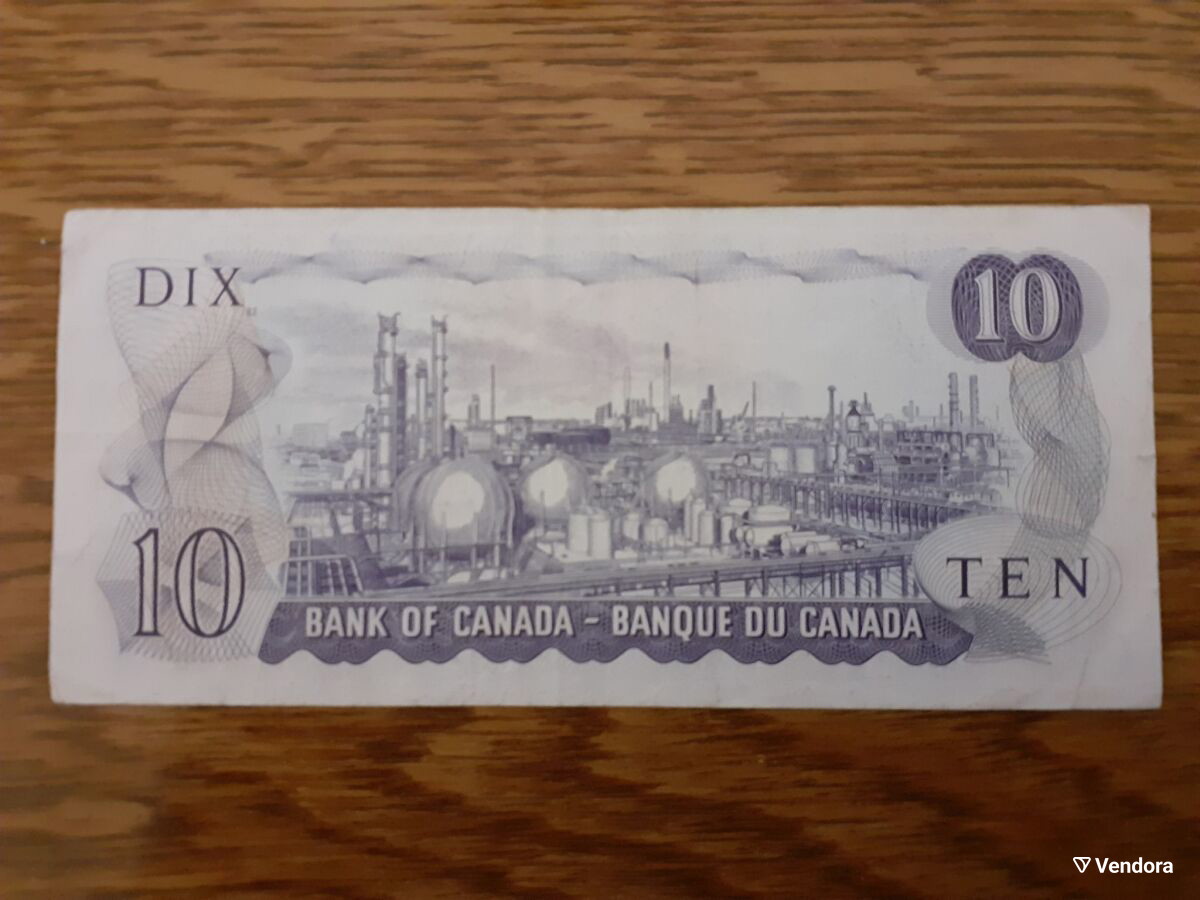 DIX
10
10
TEN
BANK OF CANADA - BANQUE DU CANADA
Vendora